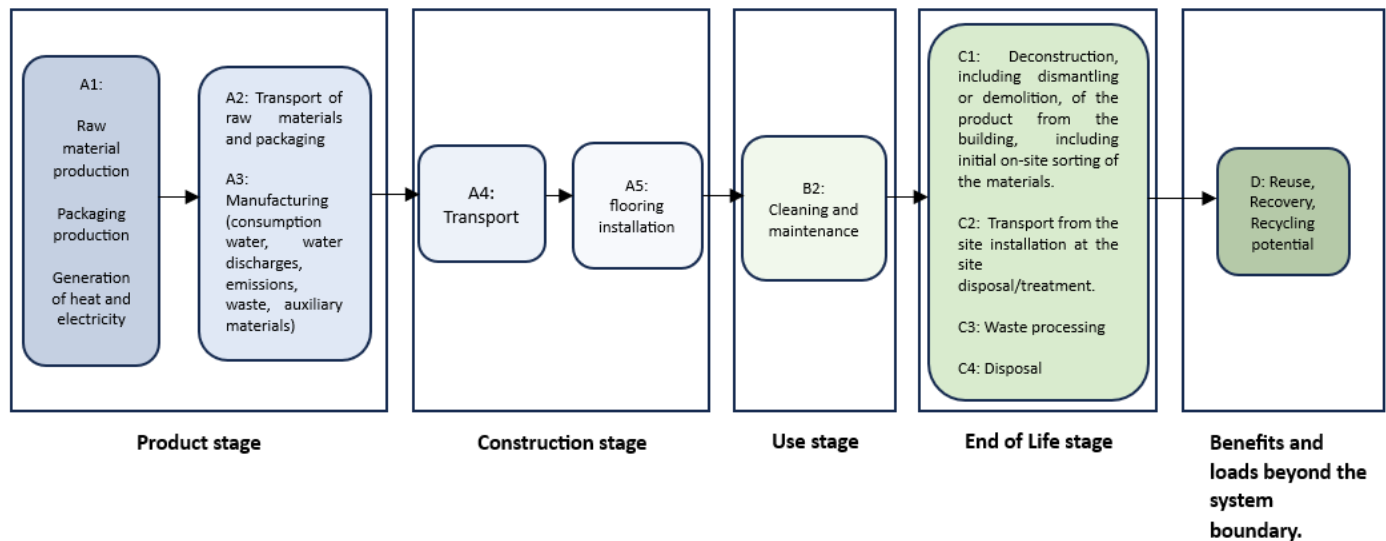 A1:
Raw
material
production
Packaging
production
Generation
of heat and
electricity
A2: Transport of
raw materials
and packaging
A3:
Manufacturing
(consumption
water, water
discharges,
emissions,
waste, auxiliary
materials)
A4:
Transport
A5:
flooring
installation
B2:
Cleaning and
maintenance
C1: Deconstruction,
including dismantling
or demolition, of the
product from the
building, including
initial on-site sorting of
the materials.
C2: Transport from the
site installation at the
site
disposal/treatment.
C3: Waste processing
C4: Disposal
D: Reuse,
Recovery,
Recycling
potential
Product stage
Construction stage
Use stage
End of Life stage
Benefits and
loads beyond the
system
boundary.